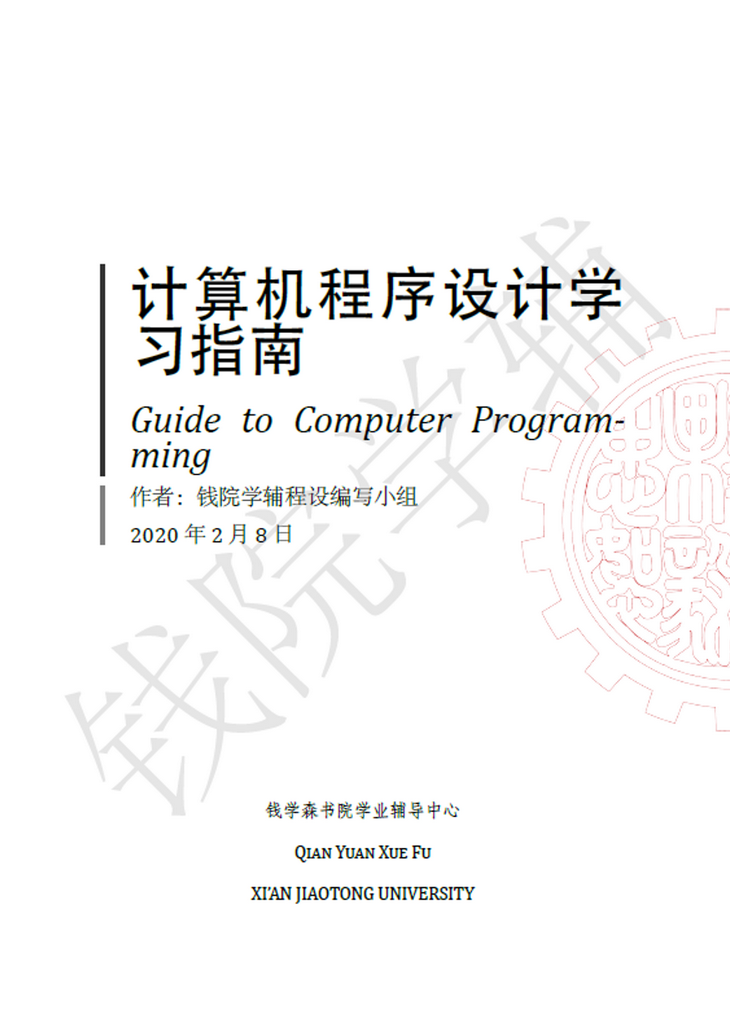 计算机程序设计学
习指南
Guide to Computer Program-
ming
作者：钱院学辅程设编写小组
2020 年 2 月 8 日
钱院学辅
钱学森书院学业辅导中心
QIAN YUAN XUE FU
XI'AN JIAOTONG UNIVERSITY